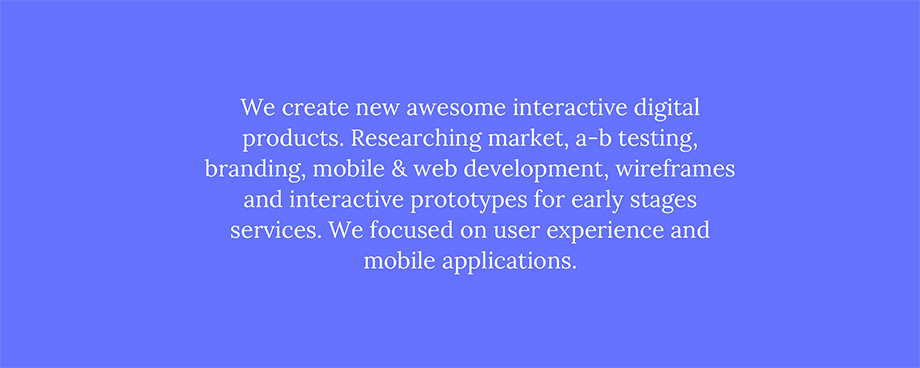 We create new awesome interactive digital
products. Researching market, a-b testing,
branding, mobile & web development, wireframes
and interactive prototypes for early stages
services. We focused on user experience and
mobile applications.